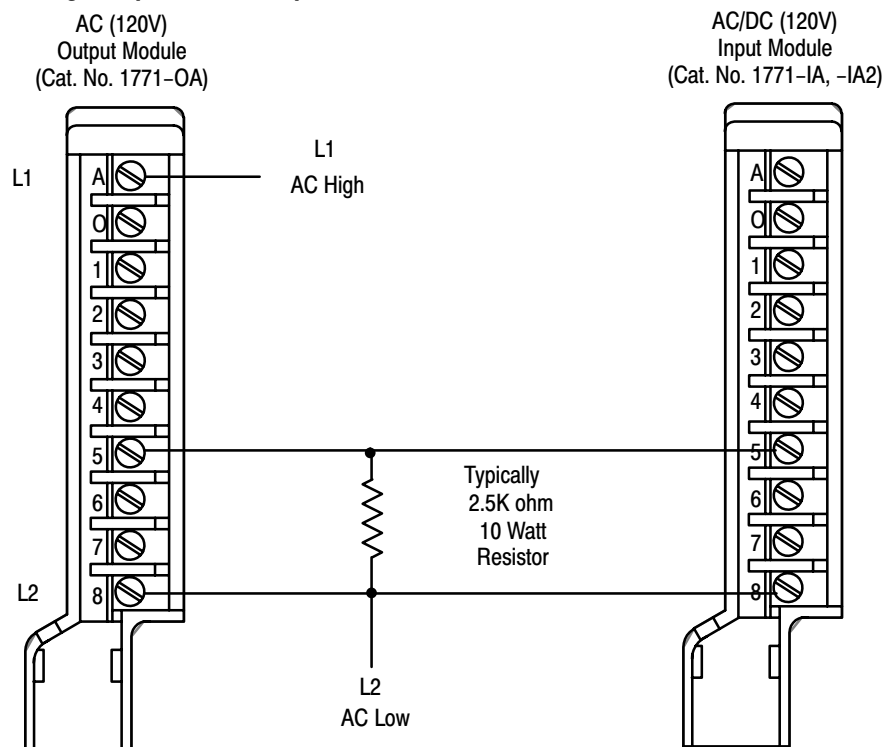 AC (120V)
Output Module
(Cat. No. 1771–OA)
AC/DC (120V)
Input Module
(Cat. No. 1771–IA, –IA2)
L1
L1
AC High
A
0
1
2
3
4
5
6
7
8
L2
Typically
2.5K ohm
10 Watt
Resistor
L2
AC Low
A
0
1
2
3
4
5
6
7
8